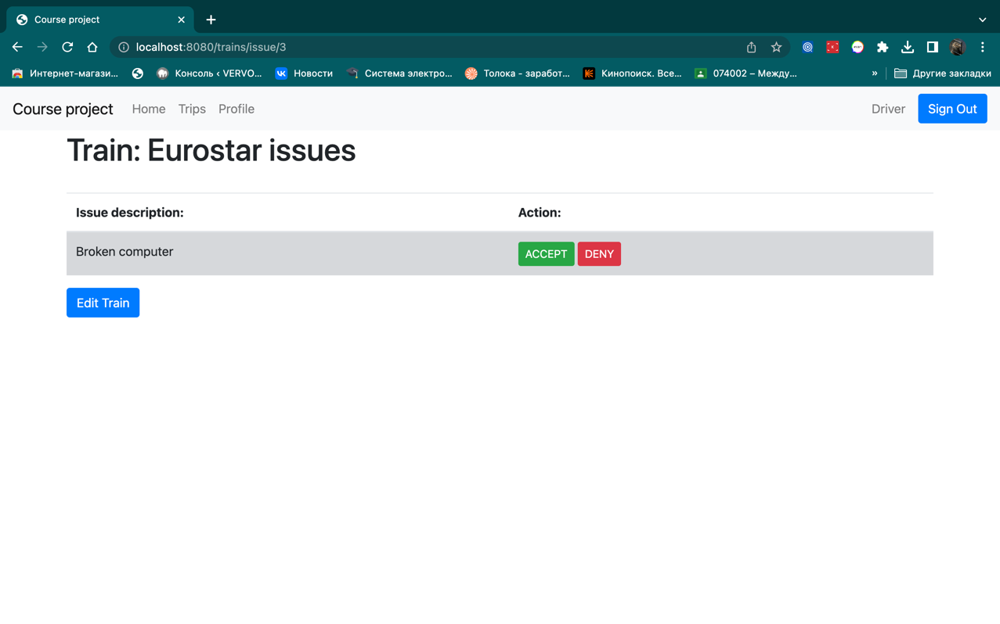 Course project
localhost:8080/trains/issue/3
Интернет-магази... Консоль ‹ VERVO... Новости Система электро... Толока - заработ... Кинопоиск. Все... 074002 – Между... » Другие закладки
Course project Home Trips Profile Driver Sign Out
Train: Eurostar issues
Issue description: Action:
Broken computer ACCEPT DENY
Edit Train